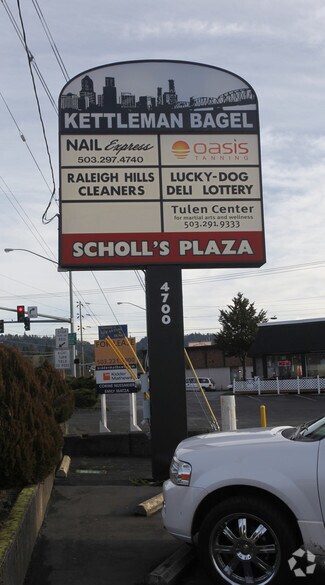 KETTLEMAN BAGEL
NAIL Express
503.297.4740
oasis
TANNING
RALEIGH HILLS
CLEANERS
LUCKY-DOG
DELI LOTTERY
Tulen Center
for martial arts and wellness
503.291.9333
SCHOLL'S PLAZA
4700